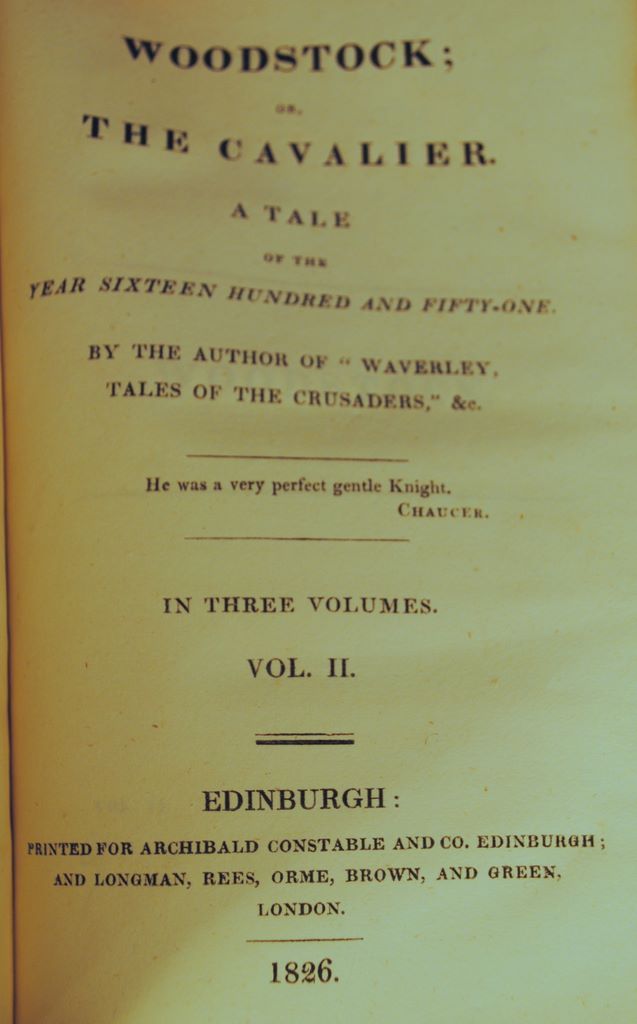 WOODSTOCK;
OR,
THE CAVALIER.
A TALE
OF THE
YEAR SIXTEEN HUNDRED AND FIFTY-ONE.
BY THE AUTHOR OF "WAVERLEY,
TALES OF THE CRUSADERS," &c.
He was a very perfect gentle Knight.
CHAUCER.
IN THREE VOLUMES.
VOL. II.
EDINBURGH:
PRINTED FOR ARCHIBALD CONSTABLE AND CO. EDINBURGH;
AND LONGMAN, REES, ORME, BROWN, AND GREEN,
LONDON.
1826.